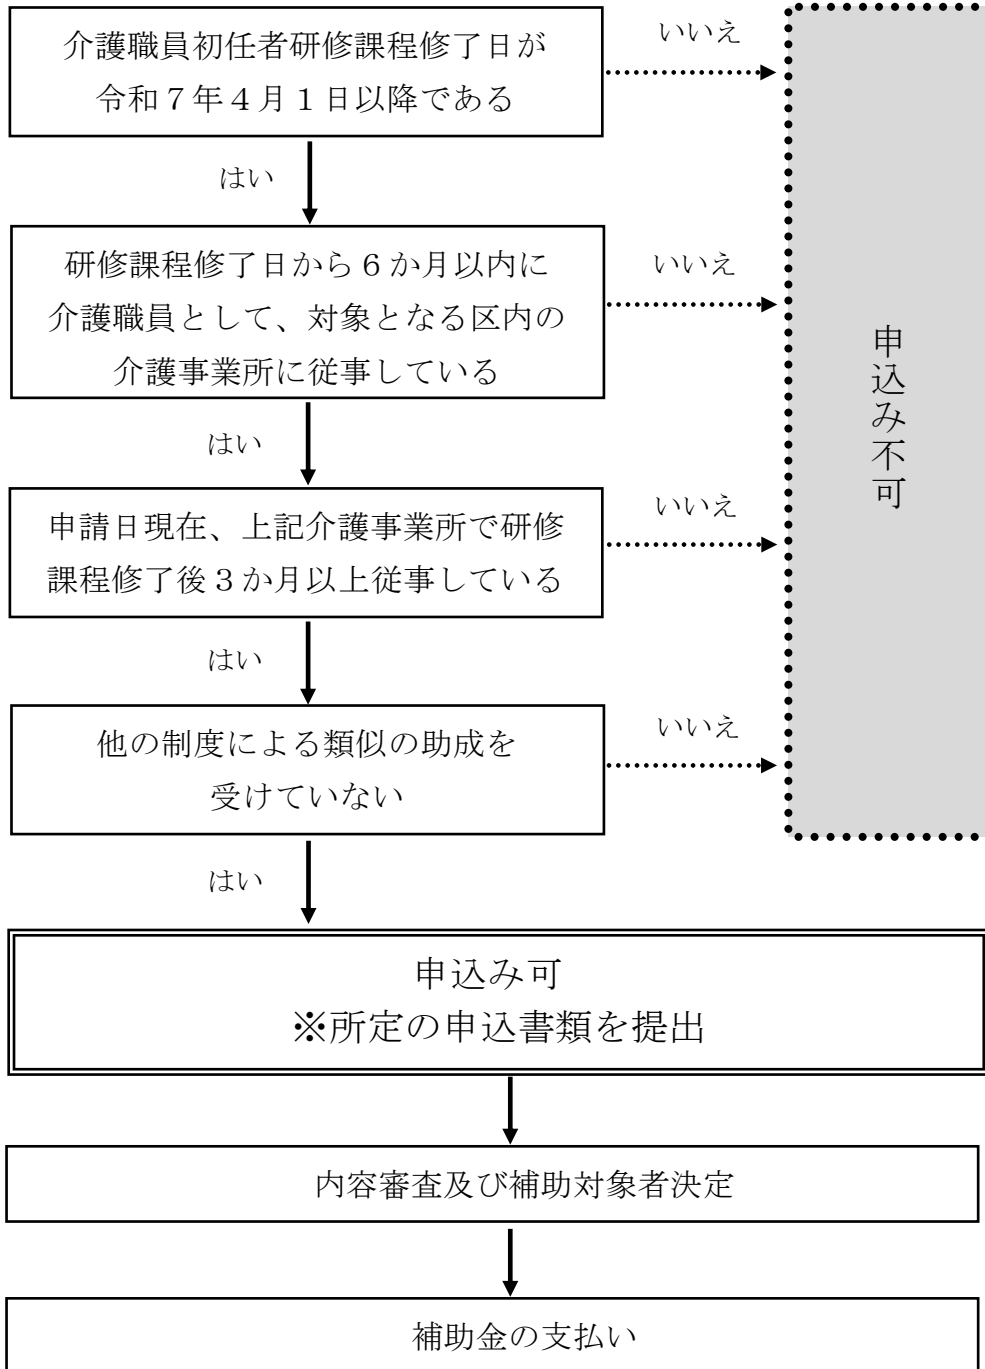 介護職員初任者研修課程修了日が
令和７年４月１日以降である
いいえ
はい
研修課程修了日から６か月以内に
介護職員として、対象となる区内の
介護事業所に従事している
いいえ
はい
申請日現在、上記介護事業所で研修
課程修了後３か月以上従事している
いいえ
はい
他の制度による類似の助成を
受けていない
いいえ
はい
申込み不可
申込み可
※所定の申込書類を提出
内容審査及び補助対象者決定
補助金の支払い